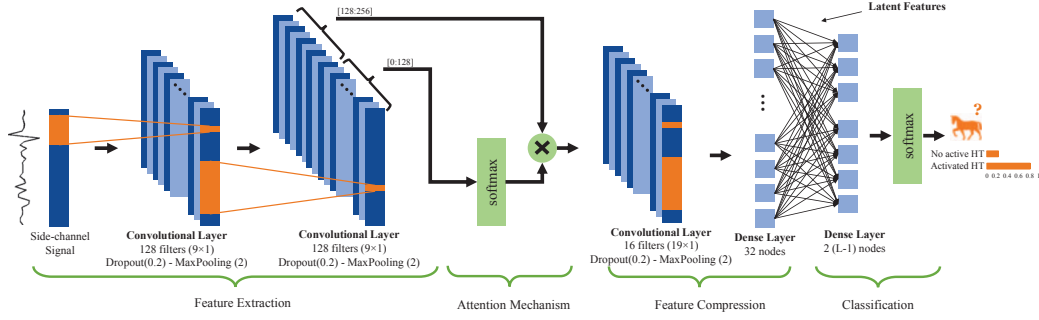 [128:256]
[0:128]
Latent Features
Side-channel
Signal
Convolutional Layer
128 filters (9×1)
Dropout(0.2) - MaxPooling (2)
Convolutional Layer
128 filters (9×1)
Dropout(0.2) - MaxPooling (2)
softmax
Convolutional Layer
16 filters (19×1)
Dropout(0.2) - MaxPooling (2)
Dense Layer
32 nodes
Dense Layer
2 (L-1) nodes
softmax
?
No active HT
Activated HT
0 0.2 0.4 0.6 0.8 1
Feature Extraction
Attention Mechanism
Feature Compression
Classification